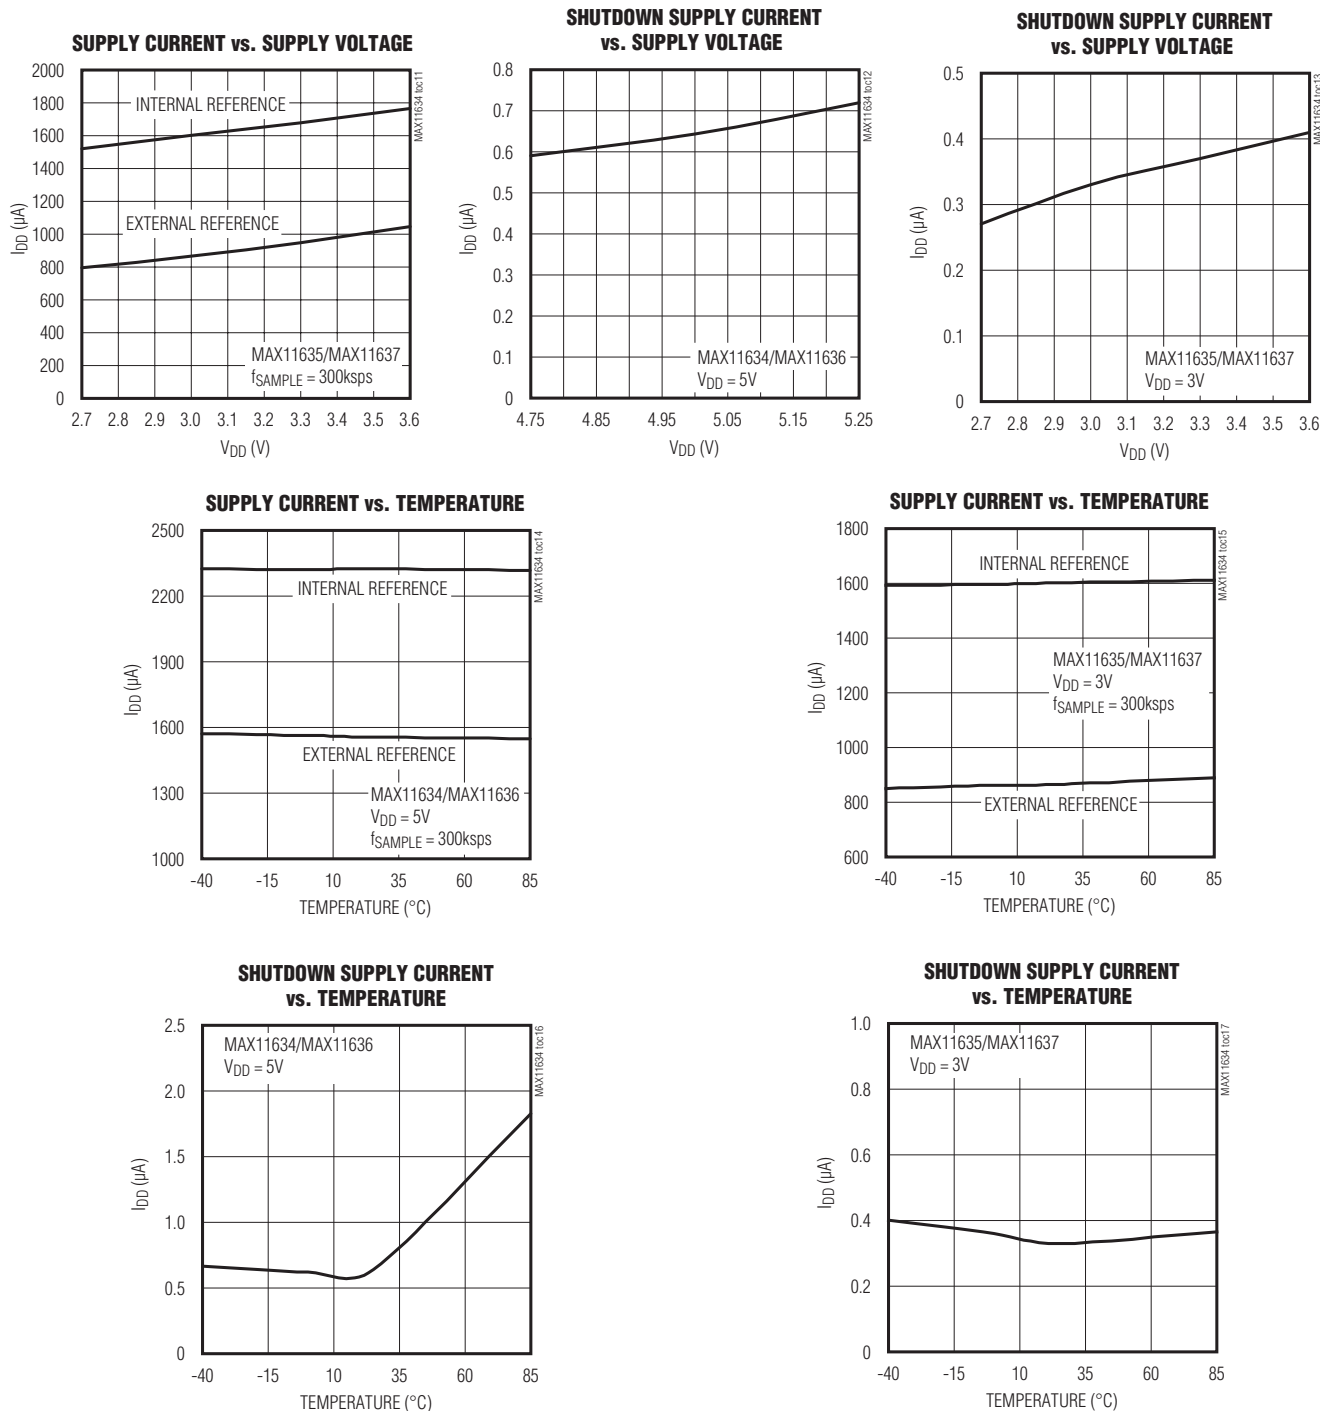 SUPPLY CURRENT vs. SUPPLY VOLTAGE
2000
1800
1600
1400
1200
1000
800
600
400
200
0
IDD (µA)
INTERNAL REFERENCE
EXTERNAL REFERENCE
MAX11635/MAX11637
fSAMPLE = 300ksps
MAX11634 toc11
2.7 2.8 2.9 3.0 3.1 3.2 3.3 3.4 3.5 3.6
VDD (V)
SHUTDOWN SUPPLY CURRENT
vs. SUPPLY VOLTAGE
0.8
0.7
0.6
0.5
0.4
0.3
0.2
0.1
0
IDD (µA)
MAX11634/MAX11636
VDD = 5V
MAX11634 toc12
4.75 4.85 4.95 5.05 5.15 5.25
VDD (V)
SHUTDOWN SUPPLY CURRENT
vs. SUPPLY VOLTAGE
0.5
0.4
0.3
0.2
0.1
0
IDD (µA)
MAX11635/MAX11637
VDD = 3V
MAX11634 toc13
2.7 2.8 2.9 3.0 3.1 3.2 3.3 3.4 3.5 3.6
VDD (V)
SUPPLY CURRENT vs. TEMPERATURE
2500
2200
1900
1600
1300
1000
IDD (µA)
INTERNAL REFERENCE
EXTERNAL REFERENCE
MAX11634/MAX11636
VDD = 5V
fSAMPLE = 300ksps
MAX11634 toc14
-40 -15 10 35 60 85
TEMPERATURE (°C)
SUPPLY CURRENT vs. TEMPERATURE
1800
1600
1400
1200
1000
800
600
IDD (µA)
INTERNAL REFERENCE
MAX11635/MAX11637
VDD = 3V
fSAMPLE = 300ksps
EXTERNAL REFERENCE
MAX11634 toc15
-40 -15 10 35 60 85
TEMPERATURE (°C)
SHUTDOWN SUPPLY CURRENT
vs. TEMPERATURE
2.5
2.0
1.5
1.0
0.5
0
IDD (µA)
MAX11634/MAX11636
VDD = 5V
MAX11634 toc16
-40 -15 10 35 60 85
TEMPERATURE (°C)
SHUTDOWN SUPPLY CURRENT
vs. TEMPERATURE
1.0
0.8
0.6
0.4
0.2
0
IDD (µA)
MAX11635/MAX11637
VDD = 3V
MAX11634 toc17
-40 -15 10 35 60 85
TEMPERATURE (°C)